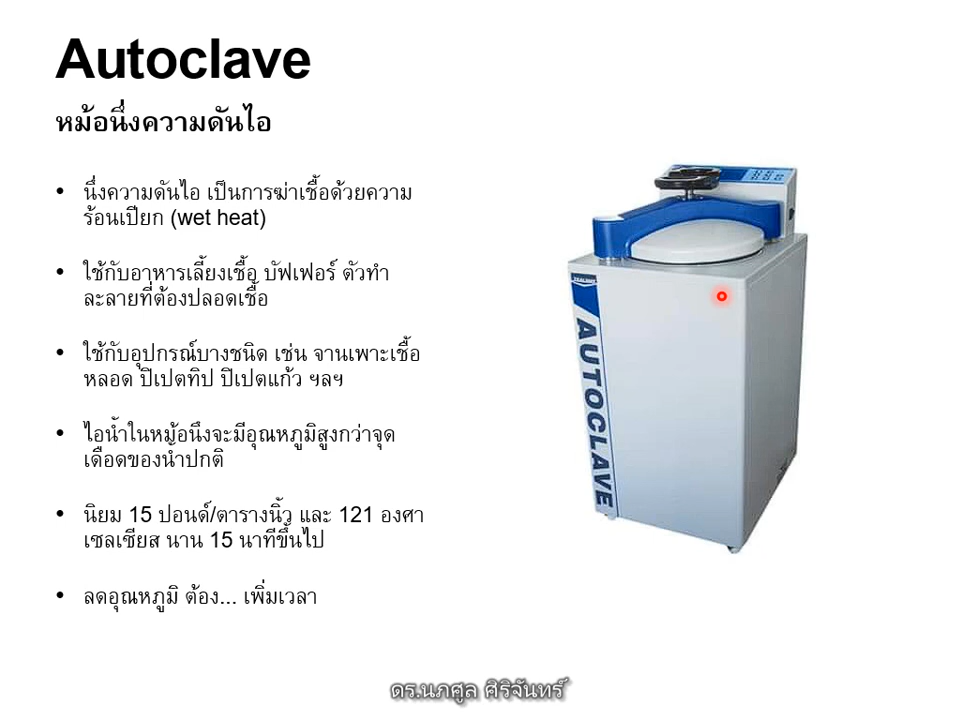 Autoclave
หม้อนึ่งความดันไอ
• นึ่งความดันไอ เป็นการฆ่าเชื้อด้วยความ
ร้อนเปียก (wet heat)
• ใช้กับอาหารเลี้ยงเชื้อ บัฟเฟอร์ ตัวทำ
ละลายที่ต้องปลอดเชื้อ
• ใช้กับอุปกรณ์บางชนิด เช่น จานเพาะเชื้อ
หลอด ปิเปตทิป ปิเปตแก้ว ฯลฯ
• ไอน้ำในหม้อนึงจะมีอุณหภูมิสูงกว่าจุด
เดือดของน้ำปกติ
• นิยม 15 ปอนด์/ตารางนิ้ว และ 121 องศา
เซลเซียส นาน 15 นาทีขึ้นไป
• ลดอุณหภูมิ ต้อง... เพิ่มเวลา
AUTOCLAVE
ดร.นภศูล ศิริจันทร์